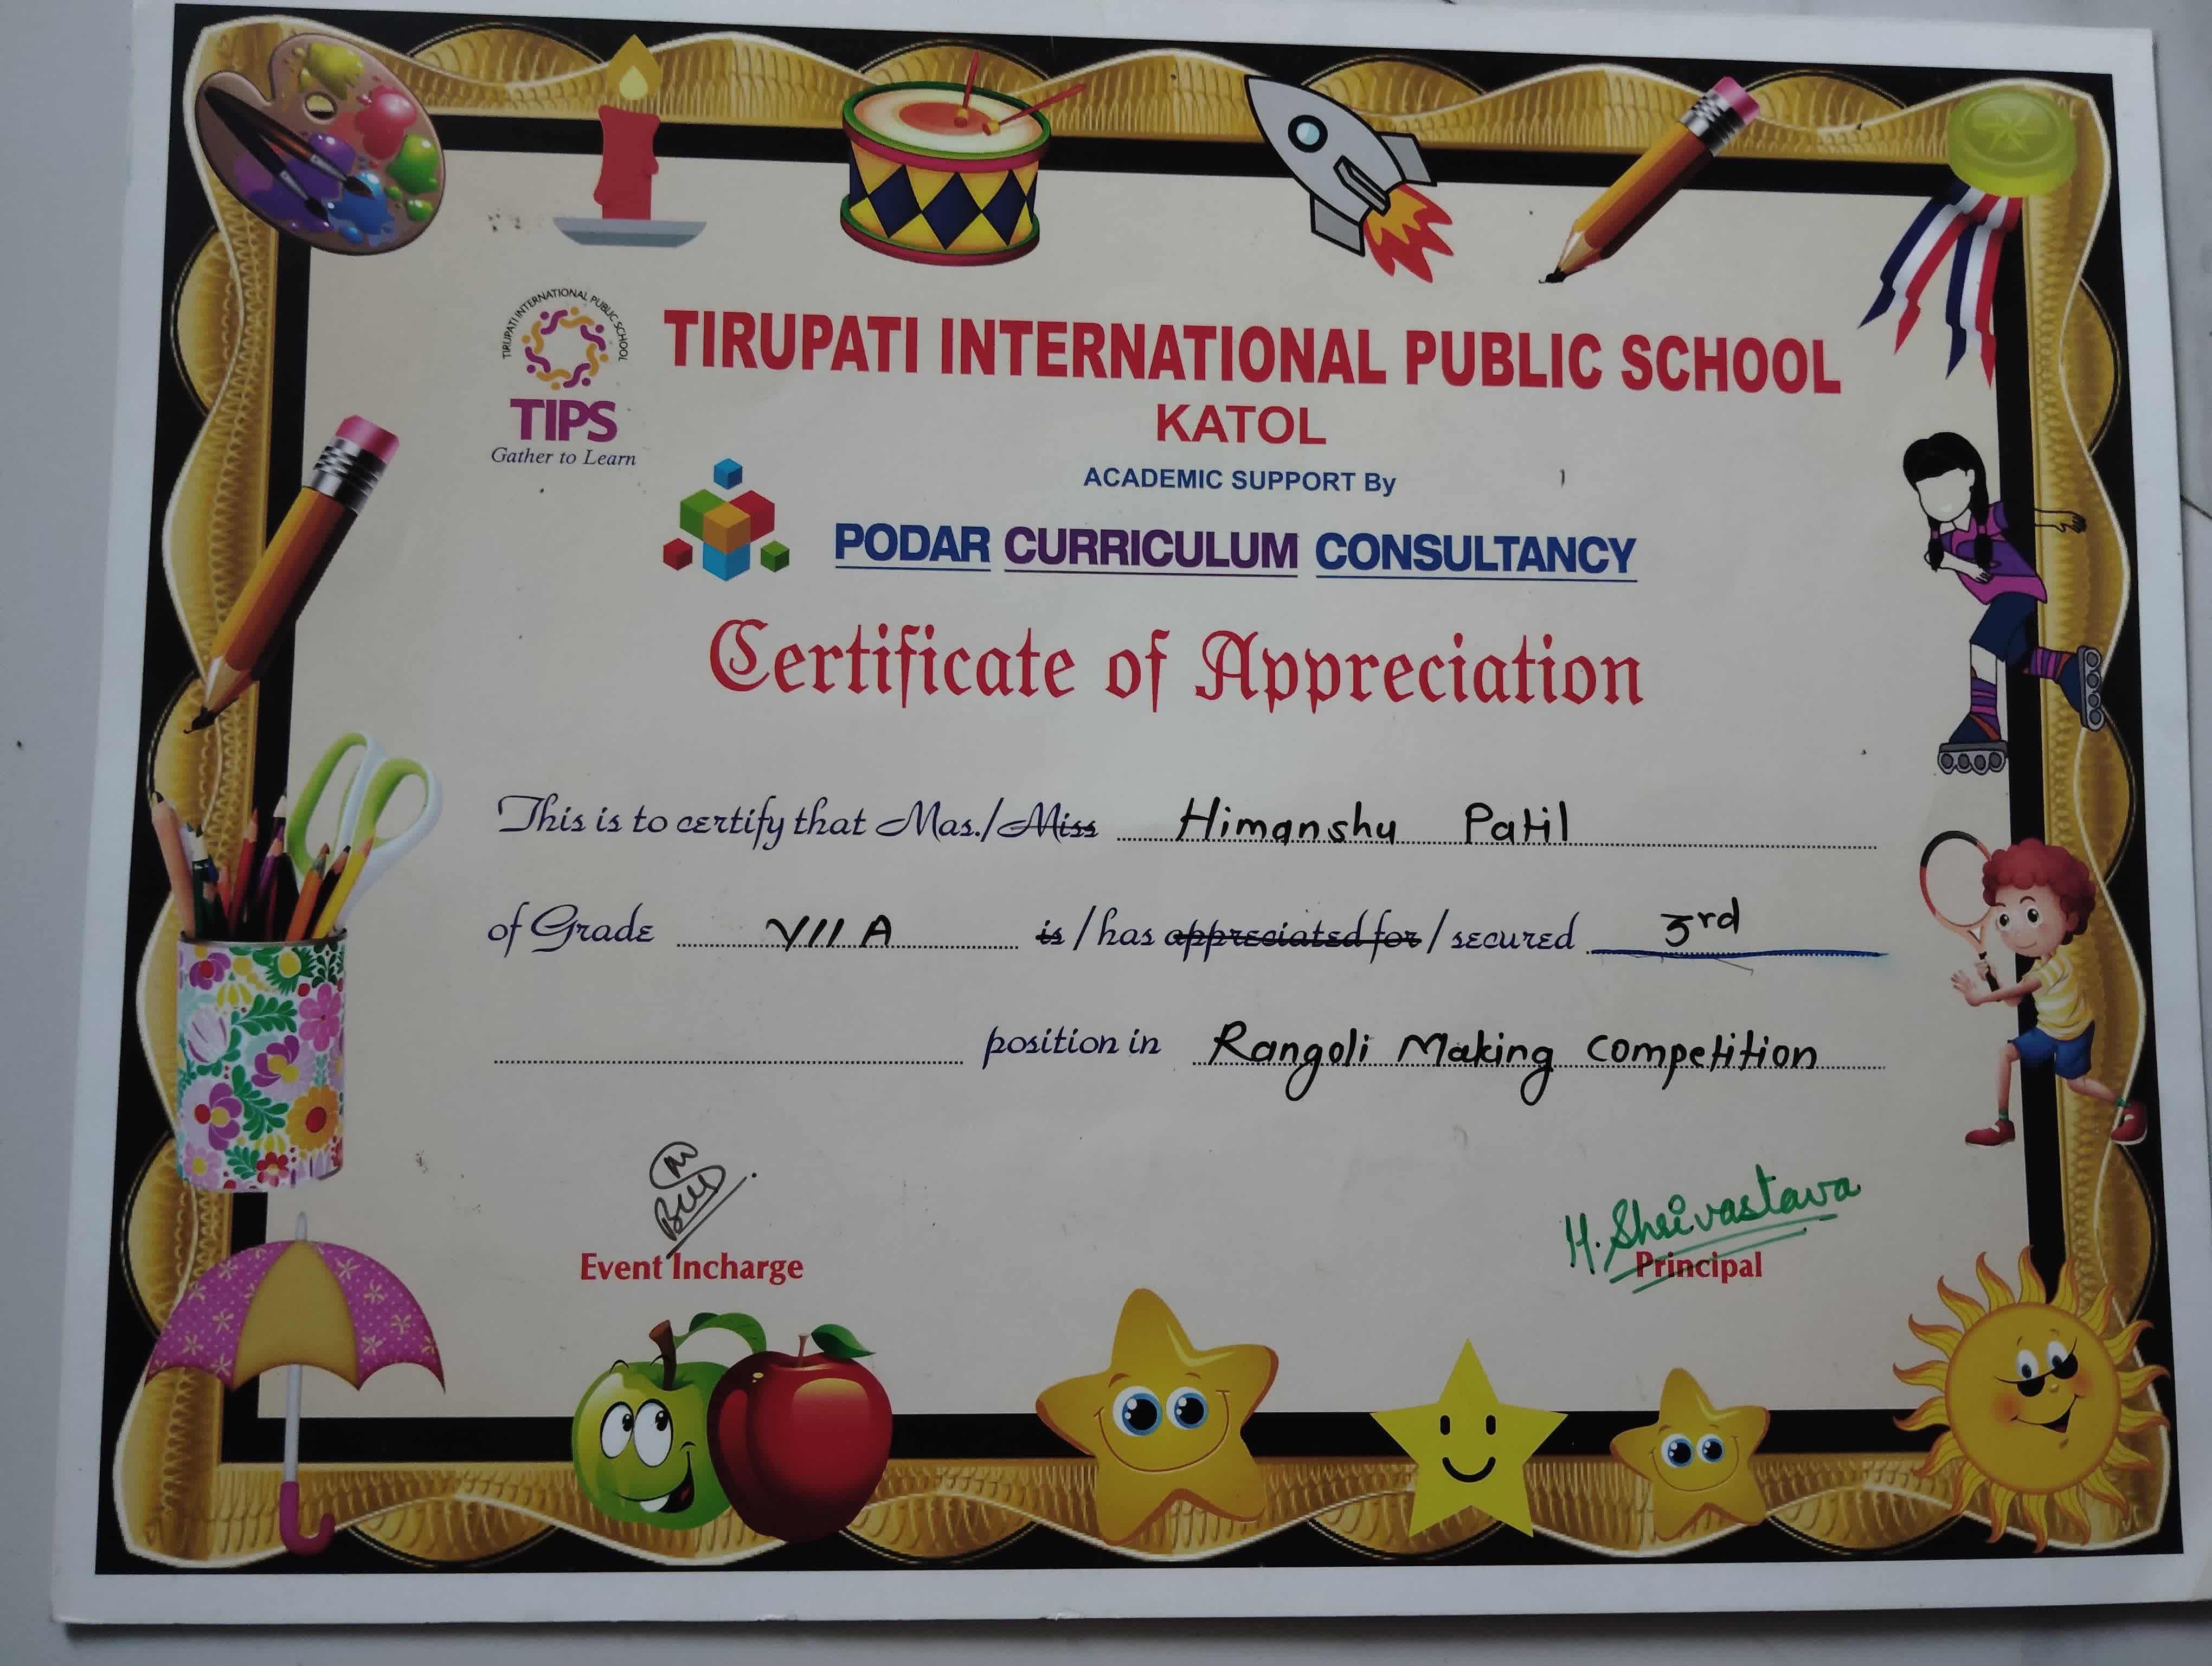 TIRUPATI INTERNATIONAL PUBLIC SCHOOL
TIPS
Gather to Learn
TIRUPATI INTERNATIONAL PUBLIC SCHOOL
KATOL
ACADEMIC SUPPORT By
PODAR CURRICULUM CONSULTANCY
Certificate of Appreciation
This is to certify that Mas./Miss Himanshu Patil
of Grade VII A is / has appreciated for / secured 3rd
position in Rangoli Making Competition
H. Shrivastava
Event Incharge Principal